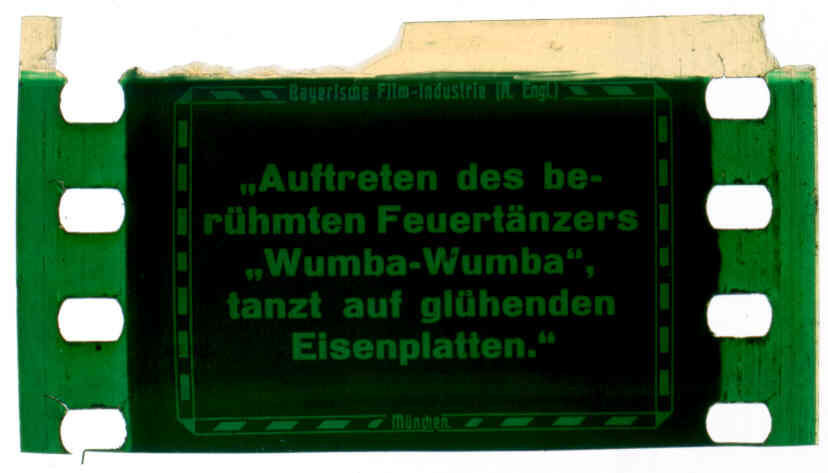 Bayerische Film-Industrie (A. Engl.)
„Auftreten des be-
rühmten Feuertänzers
„Wumba-Wumba“,
tanzt auf glühenden
Eisenplatten.“
München.